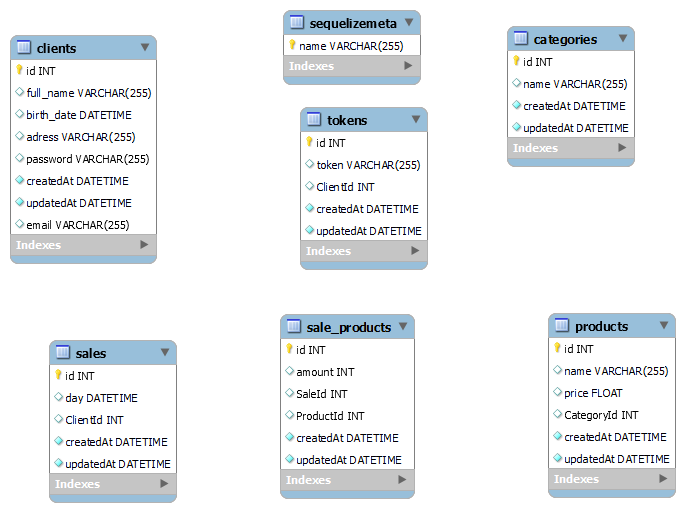 clients
id INT
full_name VARCHAR(255)
birth_date DATETIME
adress VARCHAR(255)
password VARCHAR(255)
createdAt DATETIME
updatedAt DATETIME
email VARCHAR(255)
Indexes
sequelizemeta
name VARCHAR(255)
Indexes
tokens
id INT
token VARCHAR(255)
ClientId INT
createdAt DATETIME
updatedAt DATETIME
Indexes
categories
id INT
name VARCHAR(255)
createdAt DATETIME
updatedAt DATETIME
Indexes
sales
id INT
day DATETIME
ClientId INT
createdAt DATETIME
updatedAt DATETIME
Indexes
sale_products
id INT
amount INT
SaleId INT
ProductId INT
createdAt DATETIME
updatedAt DATETIME
Indexes
products
id INT
name VARCHAR(255)
price FLOAT
CategoryId INT
createdAt DATETIME
updatedAt DATETIME
Indexes